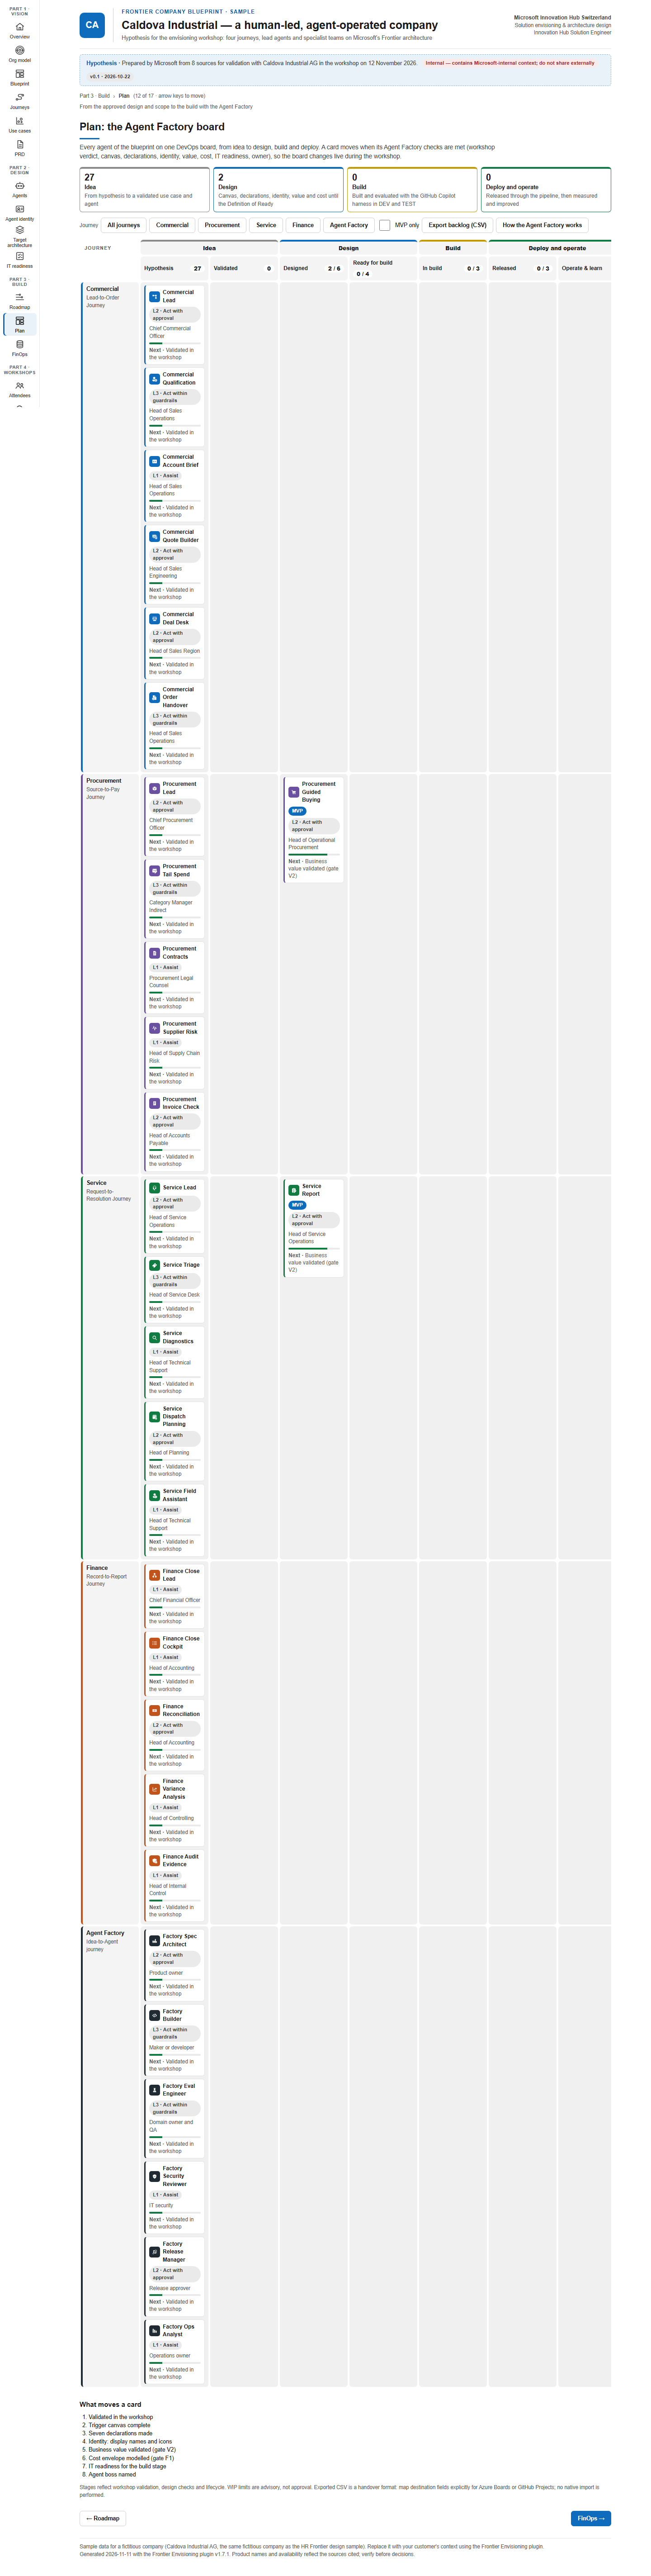 PART 1 · VISION
Overview
Org model
Blueprint
Journeys
Use cases
PRD
PART 2 · DESIGN
Agents
Agent identity
Target architecture
IT readiness
PART 3 · BUILD
Roadmap
Plan
FinOps
PART 4 · WORKSHOPS
Attendees
CA
FRONTIER COMPANY BLUEPRINT · SAMPLE
Caldova Industrial — a human-led, agent-operated company
Hypothesis for the envisioning workshop: four journeys, lead agents and specialist teams on Microsoft's Frontier architecture
Microsoft Innovation Hub Switzerland
Solution envisioning & architecture design
Innovation Hub Solution Engineer
Hypothesis · Prepared by Microsoft from 8 sources for validation with Caldova Industrial AG in the workshop on 12 November 2026.
Internal — contains Microsoft-internal context; do not share externally
v0.1 · 2026-10-22
Part 3 · Build › Plan (12 of 17 · arrow keys to move)
From the approved design and scope to the build with the Agent Factory
Plan: the Agent Factory board
Every agent of the blueprint on one DevOps board, from idea to design, build and deploy. A card moves when its Agent Factory checks are met (workshop
verdict, canvas, declarations, identity, value, cost, IT readiness, owner), so the board changes live during the workshop.
27
Idea
From hypothesis to a validated use case and agent
2
Design
Canvas, declarations, identity, value and cost until the Definition of Ready
0
Build
Built and evaluated with the GitHub Copilot harness in DEV and TEST
0
Deploy and operate
Released through the pipeline, then measured and improved
Journey All journeys Commercial Procurement Service Finance Agent Factory MVP only Export backlog (CSV) How the Agent Factory works
JOURNEY Idea Design Build Deploy and operate
Hypothesis 27 Validated 0 Designed 2 / 6 Ready for build 0 / 4 In build 0 / 3 Released 0 / 3 Operate & learn
Commercial
Lead-to-Order Journey
Commercial Lead
L2 · Act with approval
Chief Commercial Officer
Next · Validated in the workshop
Commercial Qualification
L3 · Act within guardrails
Head of Sales Operations
Next · Validated in the workshop
Commercial Account Brief
L1 · Assist
Head of Sales Operations
Next · Validated in the workshop
Commercial Quote Builder
L2 · Act with approval
Head of Sales Engineering
Next · Validated in the workshop
Commercial Deal Desk
L2 · Act with approval
Head of Sales Region
Next · Validated in the workshop
Commercial Order Handover
L3 · Act within guardrails
Head of Sales Operations
Next · Validated in the workshop
Procurement
Source-to-Pay Journey
Procurement Lead
L2 · Act with approval
Chief Procurement Officer
Next · Validated in the workshop
Procurement Tail Spend
L3 · Act within guardrails
Category Manager Indirect
Next · Validated in the workshop
Procurement Contracts
L1 · Assist
Procurement Legal Counsel
Next · Validated in the workshop
Procurement Supplier Risk
L1 · Assist
Head of Supply Chain Risk
Next · Validated in the workshop
Procurement Invoice Check
L2 · Act with approval
Head of Accounts Payable
Next · Validated in the workshop
Procurement Guided Buying
MVP
L2 · Act with approval
Head of Operational Procurement
Next · Business value validated (gate V2)
Service
Request-to-Resolution Journey
Service Lead
L2 · Act with approval
Head of Service Operations
Next · Validated in the workshop
Service Triage
L3 · Act within guardrails
Head of Service Desk
Next · Validated in the workshop
Service Diagnostics
L1 · Assist
Head of Technical Support
Next · Validated in the workshop
Service Dispatch Planning
L2 · Act with approval
Head of Planning
Next · Validated in the workshop
Service Field Assistant
L1 · Assist
Head of Technical Support
Next · Validated in the workshop
Service Report
MVP
L2 · Act with approval
Head of Service Operations
Next · Business value validated (gate V2)
Finance
Record-to-Report Journey
Finance Close Lead
L1 · Assist
Chief Financial Officer
Next · Validated in the workshop
Finance Close Cockpit
L1 · Assist
Head of Accounting
Next · Validated in the workshop
Finance Reconciliation
L2 · Act with approval
Head of Accounting
Next · Validated in the workshop
Finance Variance Analysis
L1 · Assist
Head of Controlling
Next · Validated in the workshop
Finance Audit Evidence
L1 · Assist
Head of Internal Control
Next · Validated in the workshop
Agent Factory
Idea-to-Agent journey
Factory Spec Architect
L2 · Act with approval
Product owner
Next · Validated in the workshop
Factory Builder
L3 · Act within guardrails
Maker or developer
Next · Validated in the workshop
Factory Eval Engineer
L3 · Act within guardrails
Domain owner and QA
Next · Validated in the workshop
Factory Security Reviewer
L1 · Assist
IT security
Next · Validated in the workshop
Factory Release Manager
L2 · Act with approval
Release approver
Next · Validated in the workshop
Factory Ops Analyst
L1 · Assist
Operations owner
Next · Validated in the workshop
What moves a card
1. Validated in the workshop
2. Trigger canvas complete
3. Seven declarations made
4. Identity: display names and icons
5. Business value validated (gate V2)
6. Cost envelope modelled (gate F1)
7. IT readiness for the build stage
8. Agent boss named
Stages reflect workshop validation, design checks and lifecycle. WIP limits are advisory, not approval. Exported CSV is a handover format: map destination fields explicitly for Azure Boards or GitHub Projects; no native import is
performed.
← Roadmap
FinOps →
Sample data for a fictitious company (Caldova Industrial AG, the same fictitious company as the HR Frontier design sample). Replace it with your customer's context using the Frontier Envisioning plugin.
Generated 2026-11-11 with the Frontier Envisioning plugin v1.7.1. Product names and availability reflect the sources cited; verify before decisions.